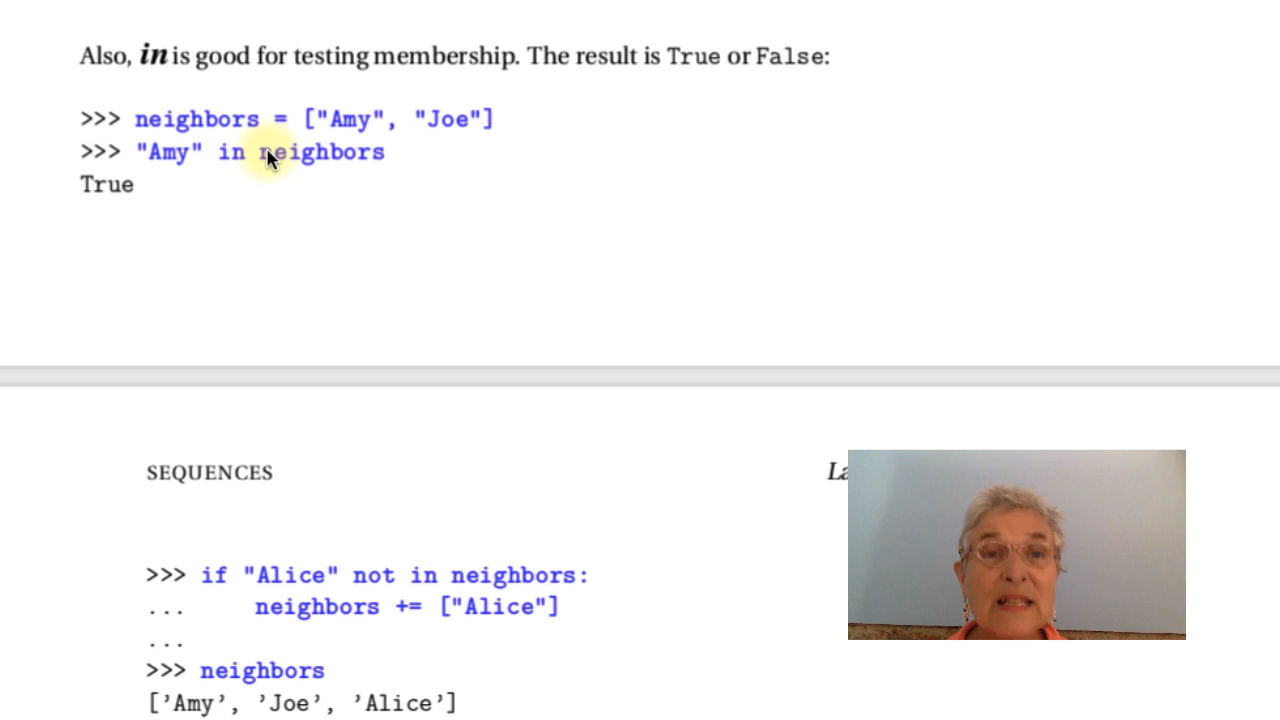 Also, in is good for testing membership. The result is True or False:
>>> neighbors = ["Amy", "Joe"]
>>> "Amy" in neighbors
True
SEQUENCES
>>> if "Alice" not in neighbors:
...     neighbors += ["Alice"]
...
>>> neighbors
[’Amy’, ’Joe’, ’Alice’]